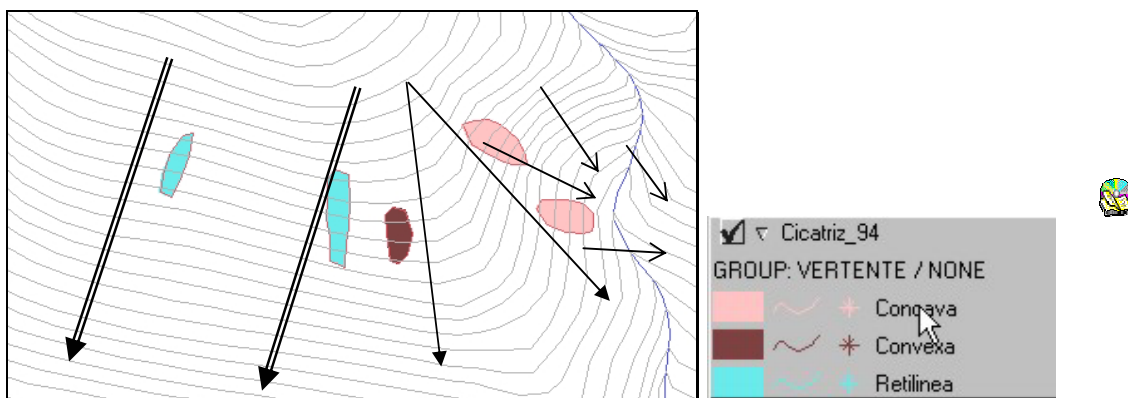 Cicatriz_94
GROUP: VERTENTE / NONE
Concava
Convexa
Retilinea